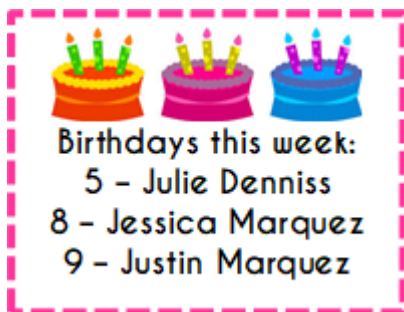 Birthdays this week:
5 – Julie Denniss
8 – Jessica Marquez
9 – Justin Marquez